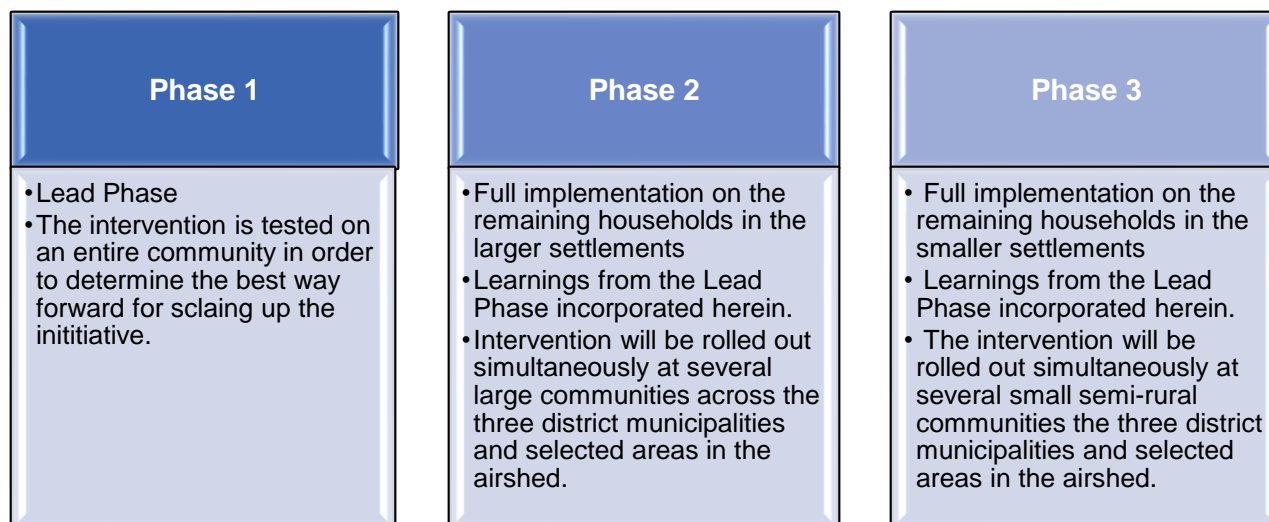 Phase 1
•Lead Phase
•The intervention is tested on
an entire community in order
to determine the best way
forward for sclaing up the
inititiative.
Phase 2
•Full implementation on the
remaining households in the
larger settlements
•Learnings from the Lead
Phase incorporated herein.
•Intervention will be rolled out
simultaneously at several
large communities across the
three district municipalities
and selected areas in the
airshed.
Phase 3
• Full implementation on the
remaining households in the
smaller settlements
• Learnings from the Lead
Phase incorporated herein.
• The intervention will be
rolled out simultaneously at
several small semi-rural
communities the three district
municipalities and selected
areas in the airshed.